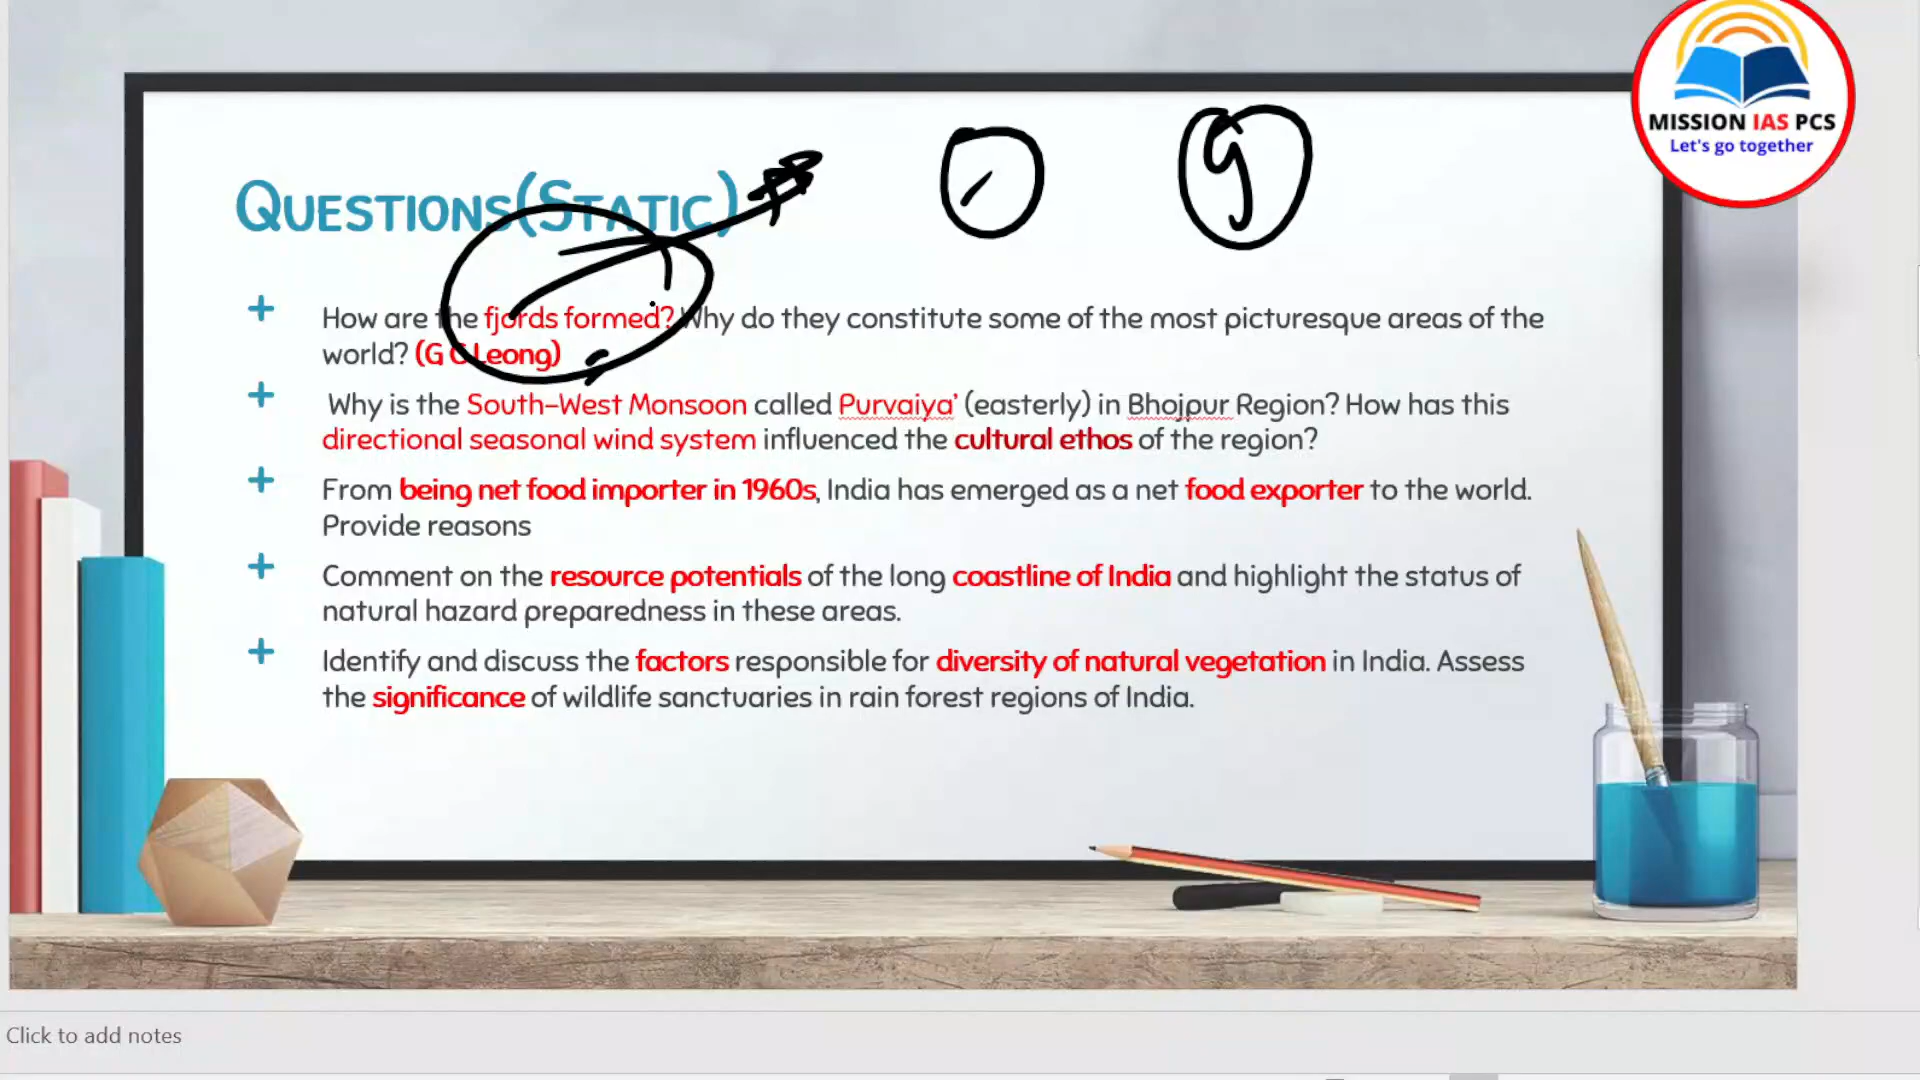 MISSION IAS PCS
Let's go together
QUESTIONS(STATIC)
How are the fjords formed? Why do they constitute some of the most picturesque areas of the
world? (G C Leong)
Why is the South-West Monsoon called Purvaiya' (easterly) in Bhojpur Region? How has this
directional seasonal wind system influenced the cultural ethos of the region?
From being net food importer in 1960s, India has emerged as a net food exporter to the world.
Provide reasons
Comment on the resource potentials of the long coastline of India and highlight the status of
natural hazard preparedness in these areas.
Identify and discuss the factors responsible for diversity of natural vegetation in India. Assess
the significance of wildlife sanctuaries in rain forest regions of India.
Click to add notes